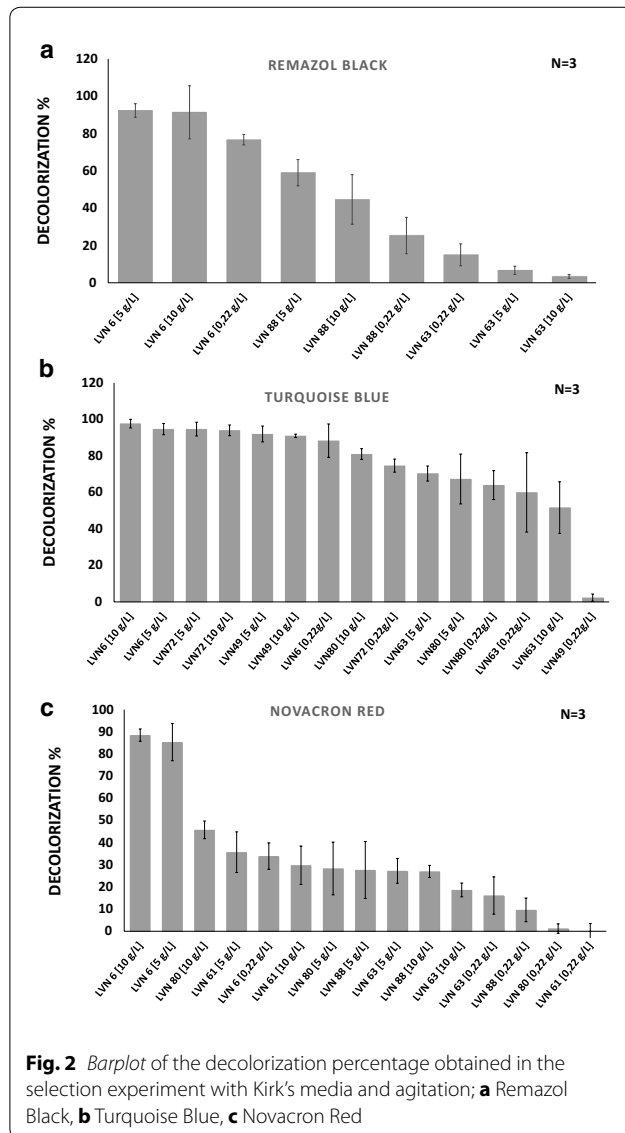 a
REMAZOL BLACK
N=3
DECOLORIZATION %
120
100
80
60
40
20
0
LVN 6 [5 g/L]
LVN 6 [10 g/L]
LVN 6 [0,22 g/L]
LVN 88 [5 g/L]
LVN 88 [10 g/L]
LVN 88 [0,22 g/L]
LVN 63 [0,22 g/L]
LVN 63 [5 g/L]
LVN 63 [10 g/L]
b
TURQUOISE BLUE
N=3
DECOLORIZATION %
120
100
80
60
40
20
0
LVN6 [10 g/L]
LVN6 [5 g/L]
LVN72 [5 g/L]
LVN72 [10 g/L]
LVN49 [5 g/L]
LVN49 [10 g/L]
LVN6 [0,22g/L]
LVN80 [10 g/L]
LVN72 [0,22g/L]
LVN63 [5 g/L]
LVN80 [5 g/L]
LVN80 [0,22g/L]
LVN63 [0,22g/L]
LVN63 [10 g/L]
LVN49 [0,22g/L]
c
NOVACRON RED
N=3
DECOLORIZATION %
100
90
80
70
60
50
40
30
20
10
0
LVN 6 [10 g/L]
LVN 6 [5 g/L]
LVN 80 [10 g/L]
LVN 61 [5 g/L]
LVN 6 [0,22 g/L]
LVN 61 [10 g/L]
LVN 80 [5 g/L]
LVN 88 [5 g/L]
LVN 63 [5 g/L]
LVN 88 [10 g/L]
LVN 63 [10 g/L]
LVN 63 [0,22 g/L]
LVN 88 [0,22 g/L]
LVN 80 [0,22 g/L]
LVN 61 [0,22 g/L]
Fig. 2 Barplot of the decolorization percentage obtained in the
selection experiment with Kirk's media and agitation; a Remazol
Black, b Turquoise Blue, c Novacron Red